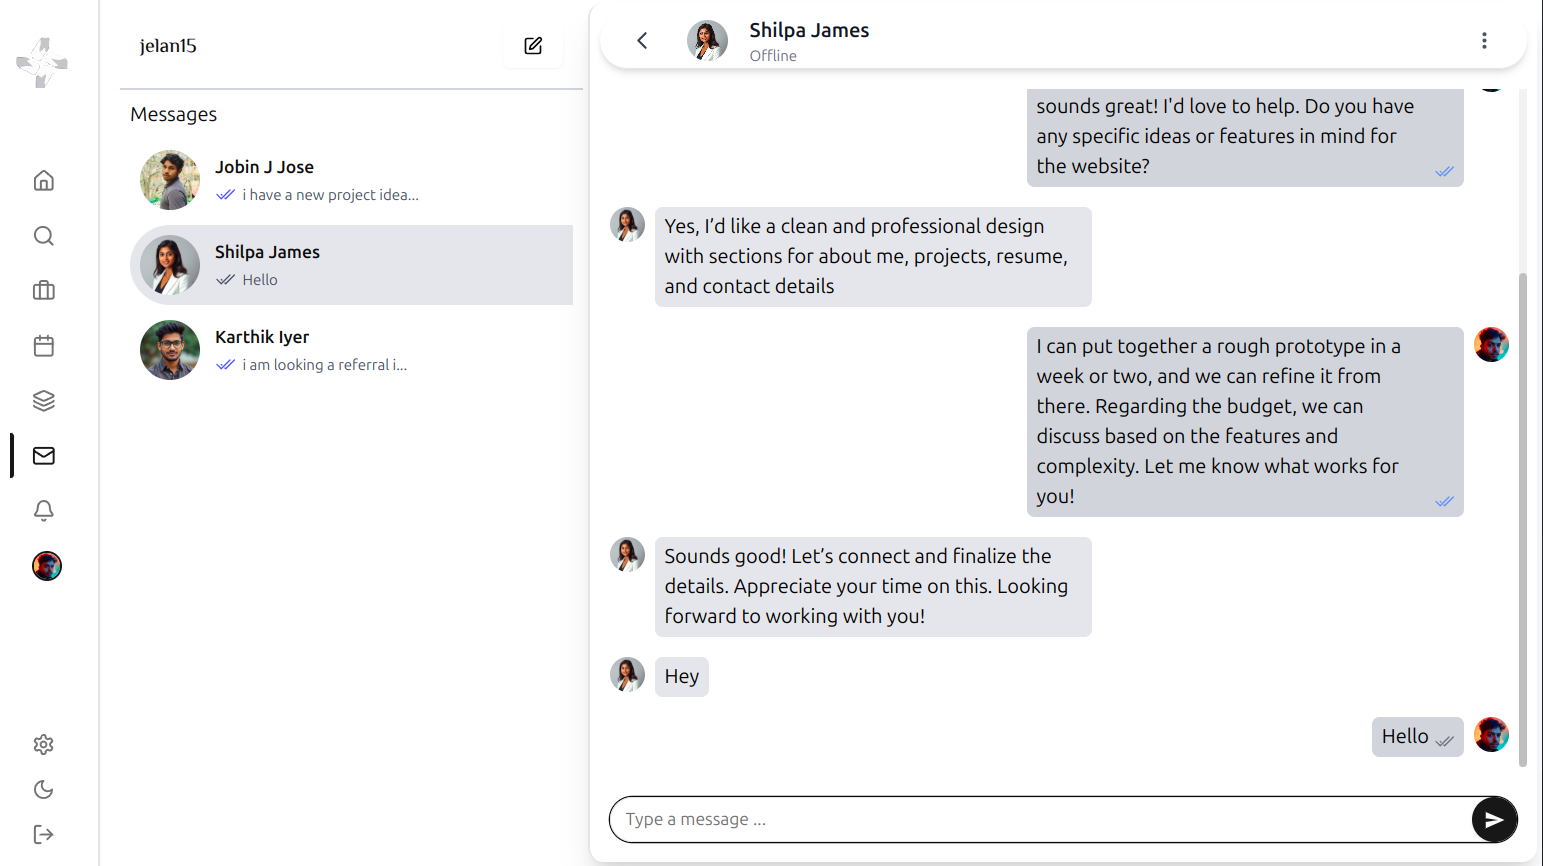 jelan15
Messages
Jobin J Jose
i have a new project idea...
Shilpa James
Hello
Karthik Iyer
i am looking a referral i...
Shilpa James
Offline
sounds great! I'd love to help. Do you have
any specific ideas or features in mind for
the website?
Yes, I’d like a clean and professional design
with sections for about me, projects, resume,
and contact details
I can put together a rough prototype in a
week or two, and we can refine it from
there. Regarding the budget, we can
discuss based on the features and
complexity. Let me know what works for
you!
Sounds good! Let’s connect and finalize the
details. Appreciate your time on this. Looking
forward to working with you!
Hey
Hello
Type a message ...